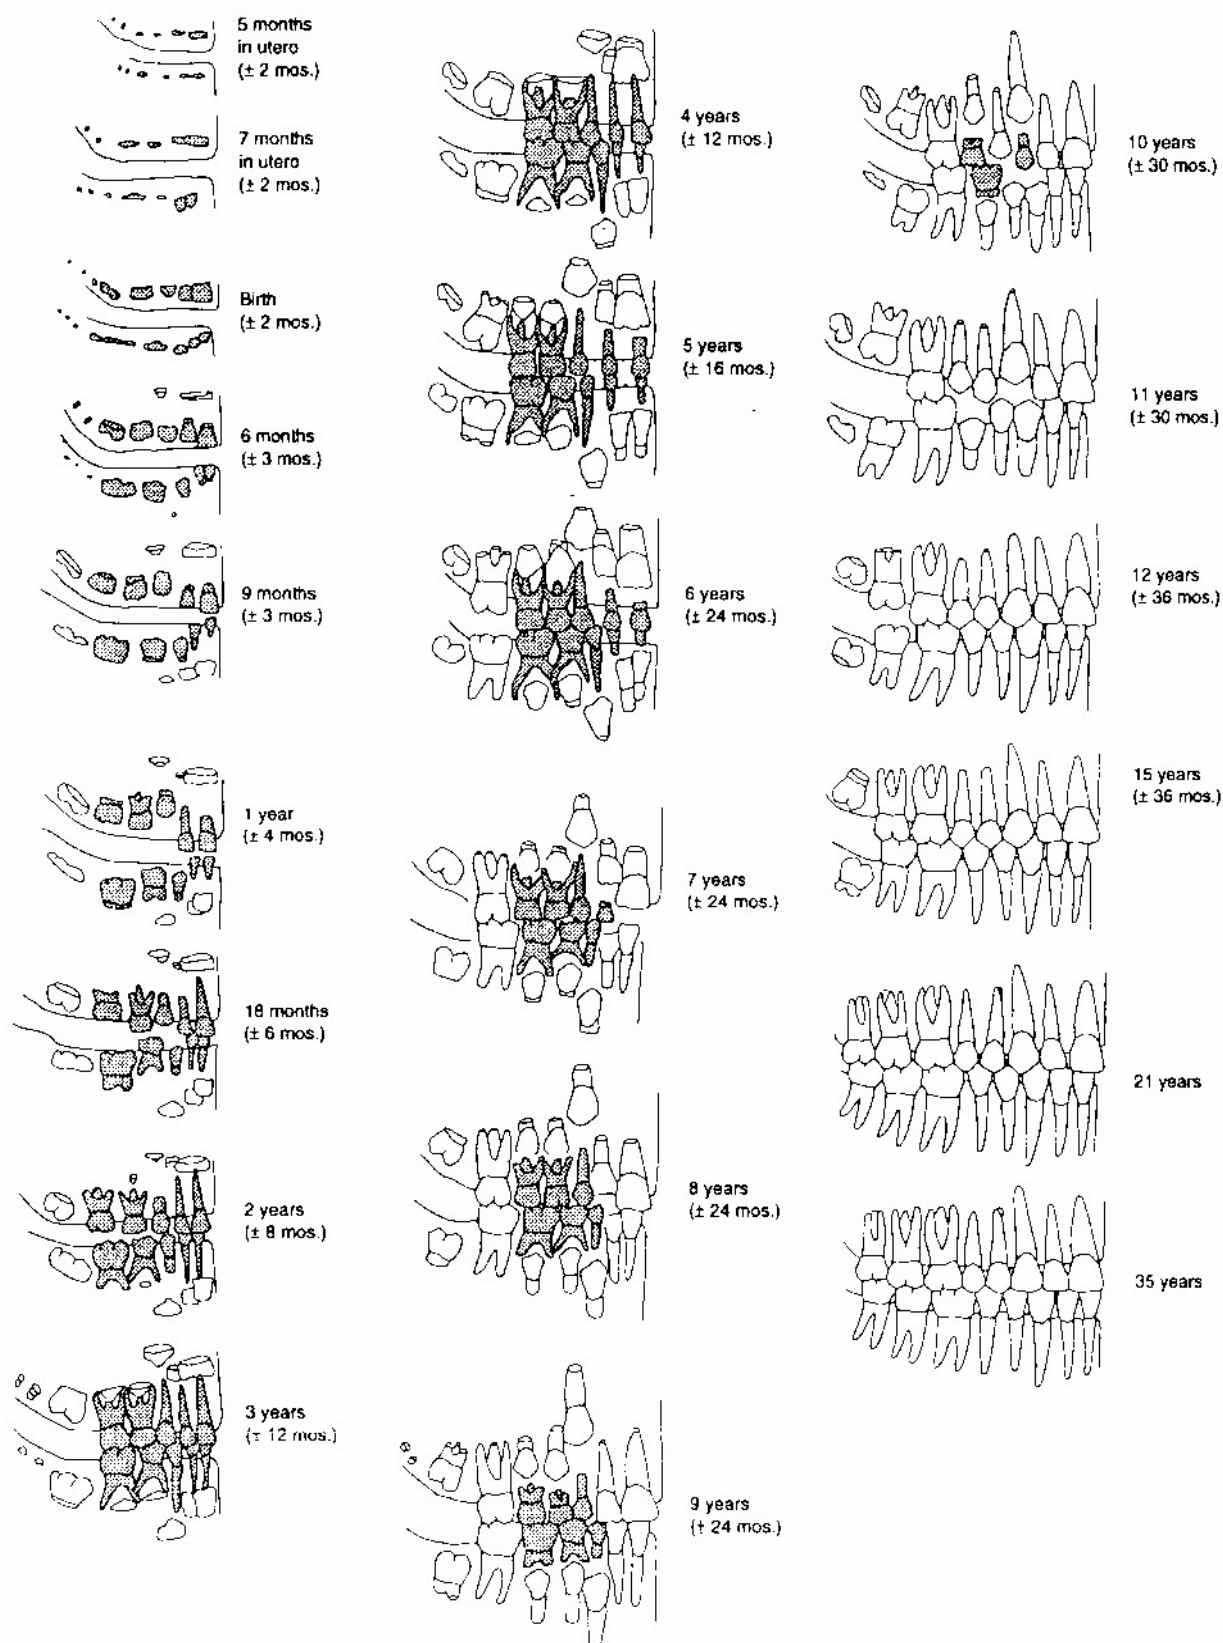 5 months
in utero
(± 2 mos.)
7 months
in utero
(± 2 mos.)
Birth
(± 2 mos.)
6 months
(± 3 mos.)
9 months
(± 3 mos.)
1 year
(± 4 mos.)
18 months
(± 6 mos.)
2 years
(± 8 mos.)
3 years
(± 12 mos.)
4 years
(± 12 mos.)
5 years
(± 16 mos.)
6 years
(± 24 mos.)
7 years
(± 24 mos.)
8 years
(± 24 mos.)
9 years
(± 24 mos.)
10 years
(± 30 mos.)
11 years
(± 30 mos.)
12 years
(± 36 mos.)
15 years
(± 36 mos.)
21 years
35 years